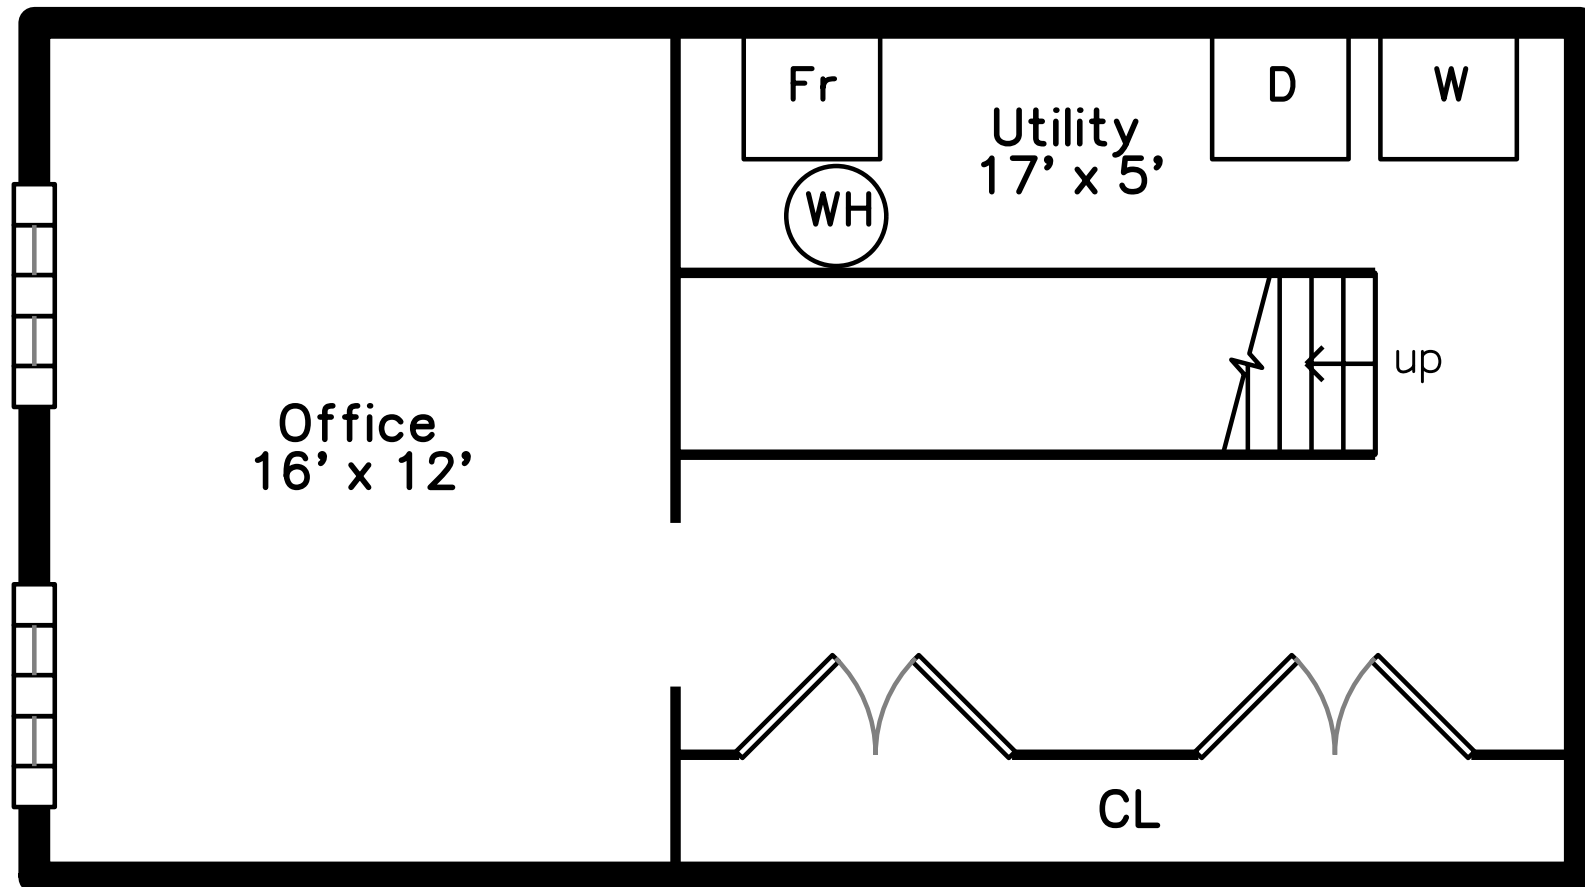 Fr
D
W
Utility
17’ x 5’
WH
up
Office
16’ x 12’
CL